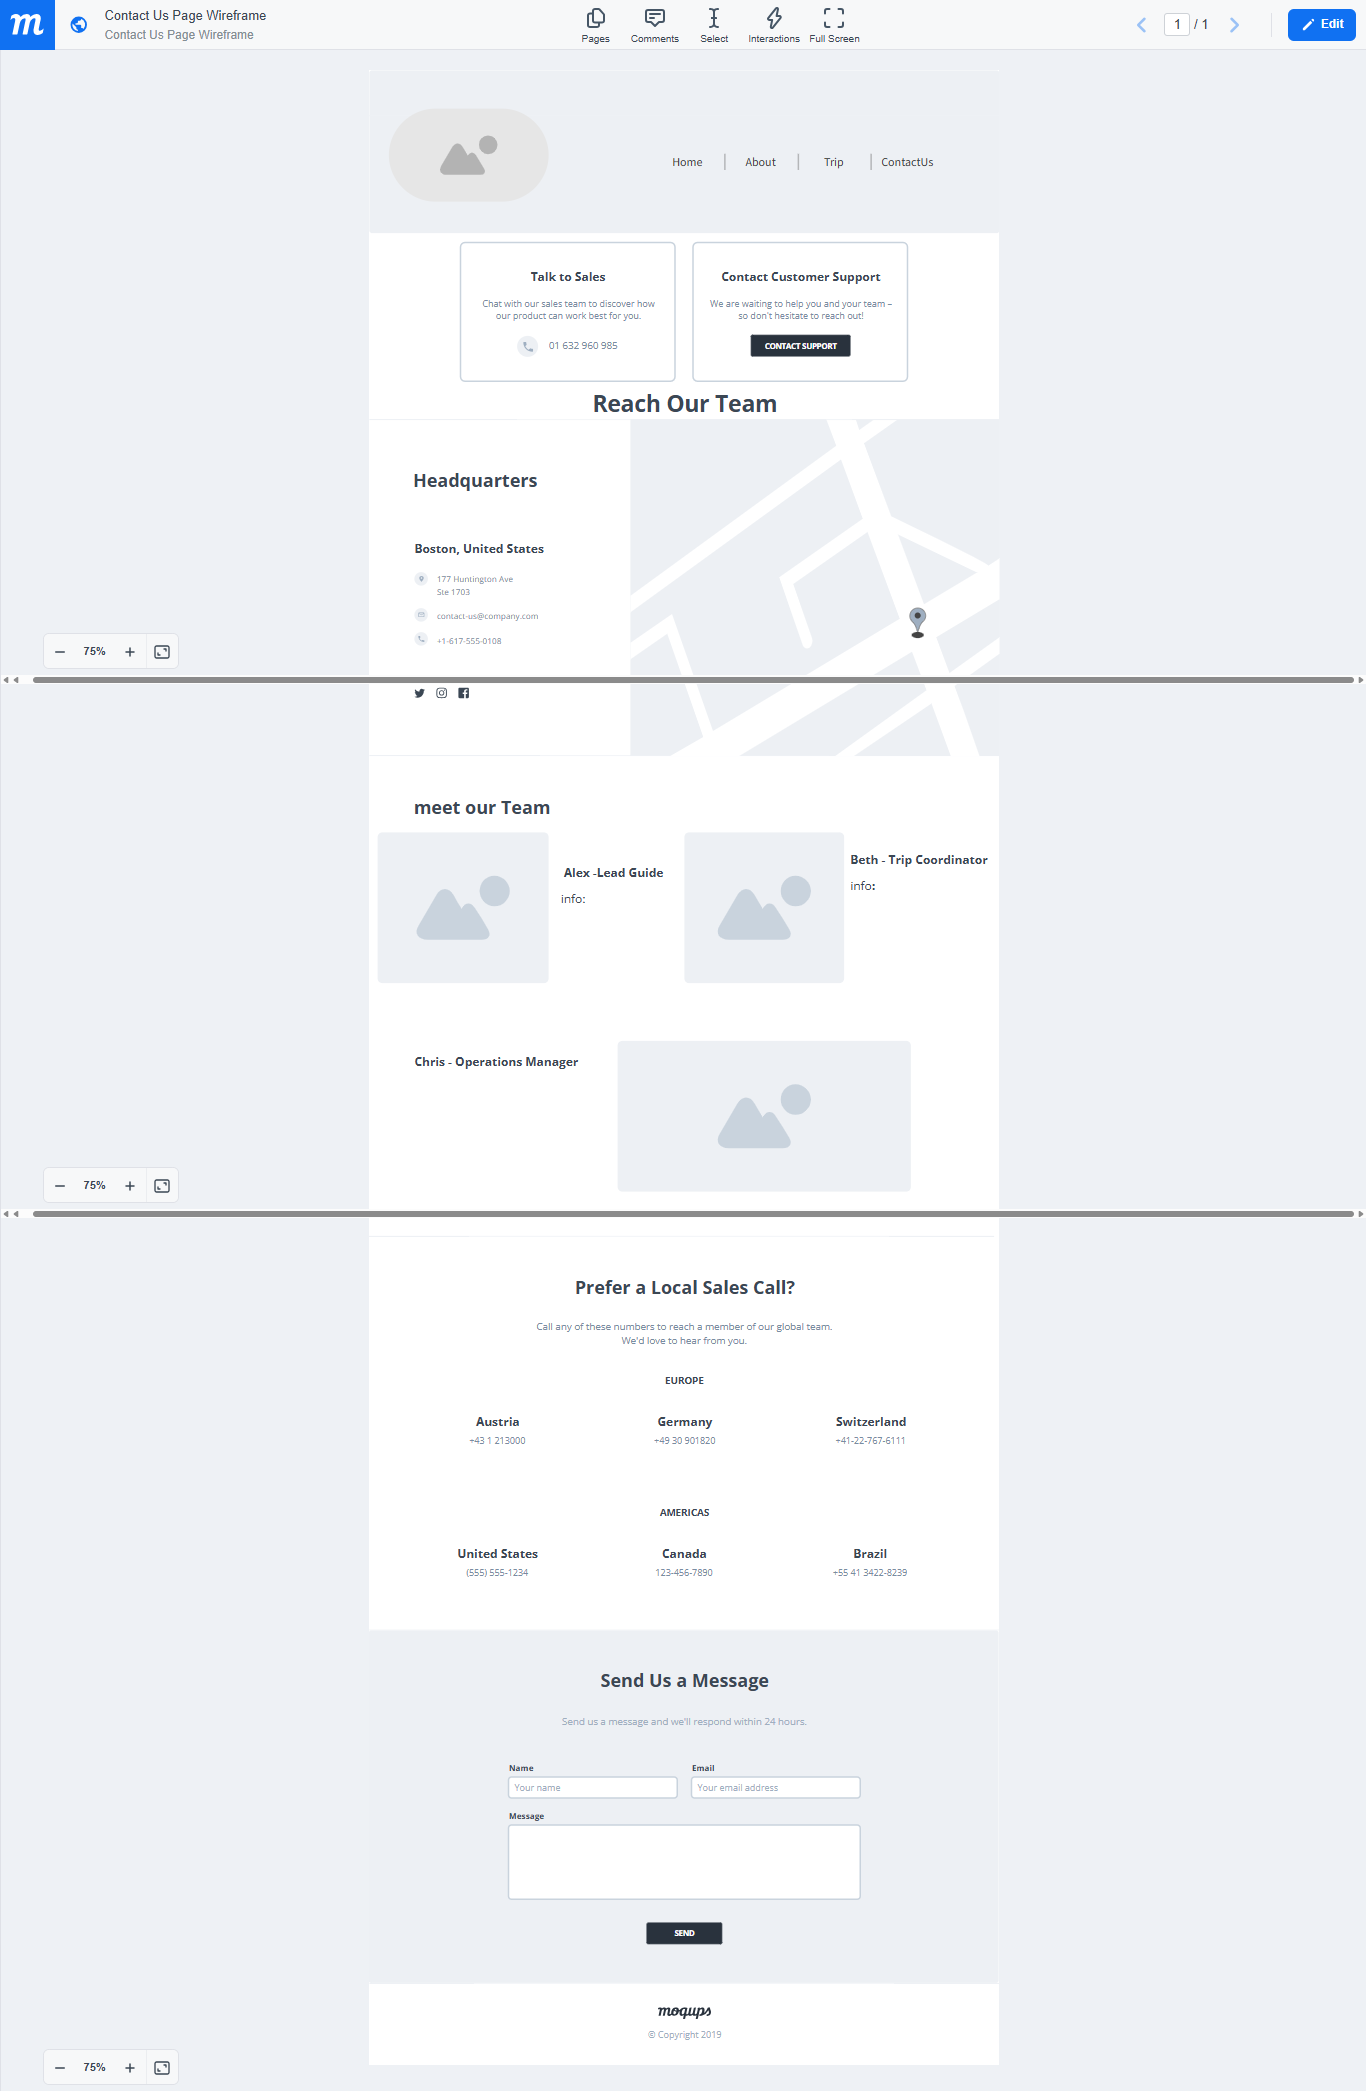 m
Contact Us Page Wireframe
Contact Us Page Wireframe
Pages
Comments
Select
Interactions
Full Screen
1 / 1
Edit
Home
About
Trip
ContactUs
Talk to Sales
Chat with our sales team to discover how
our product can work best for you.
01 632 960 985
Contact Customer Support
We are waiting to help you and your team –
so don't hesitate to reach out!
CONTACT SUPPORT
Reach Our Team
Headquarters
Boston, United States
177 Huntington Ave
Ste 1703
contact-us@company.com
+1-617-555-0108
75%
meet our Team
Alex -Lead Guide
info:
Beth - Trip Coordinator
info:
Chris - Operations Manager
75%
Prefer a Local Sales Call?
Call any of these numbers to reach a member of our global team.
We'd love to hear from you.
EUROPE
Austria
+43 1 213000
Germany
+49 30 901820
Switzerland
+41-22-767-6111
AMERICAS
United States
(555) 555-1234
Canada
123-456-7890
Brazil
+55 41 3422-8239
Send Us a Message
Send us a message and we'll respond within 24 hours.
Name
Email
Your name
Your email address
Message
SEND
moqups
© Copyright 2019
75%